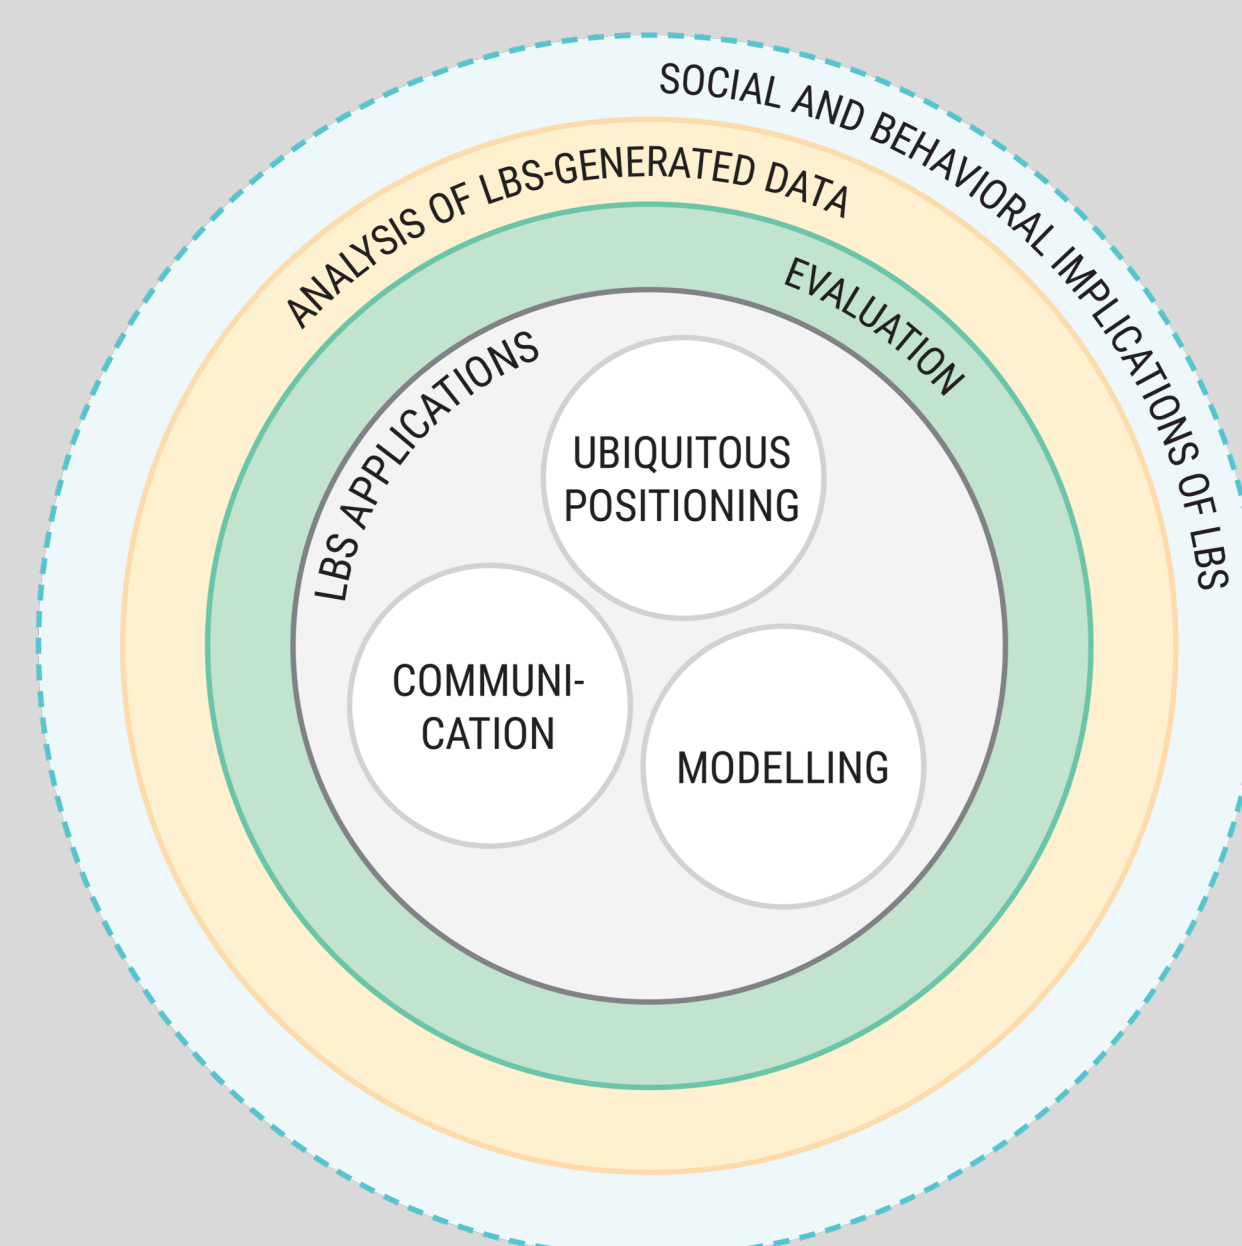 SOCIAL AND BEHAVIORAL IMPLICATIONS OF LBS
ANALYSIS OF LBS-GENERATED DATA
EVALUATION
LBS APPLICATIONS
UBIQUITOUS
POSITIONING
COMMUNI-
CATION
MODELLING